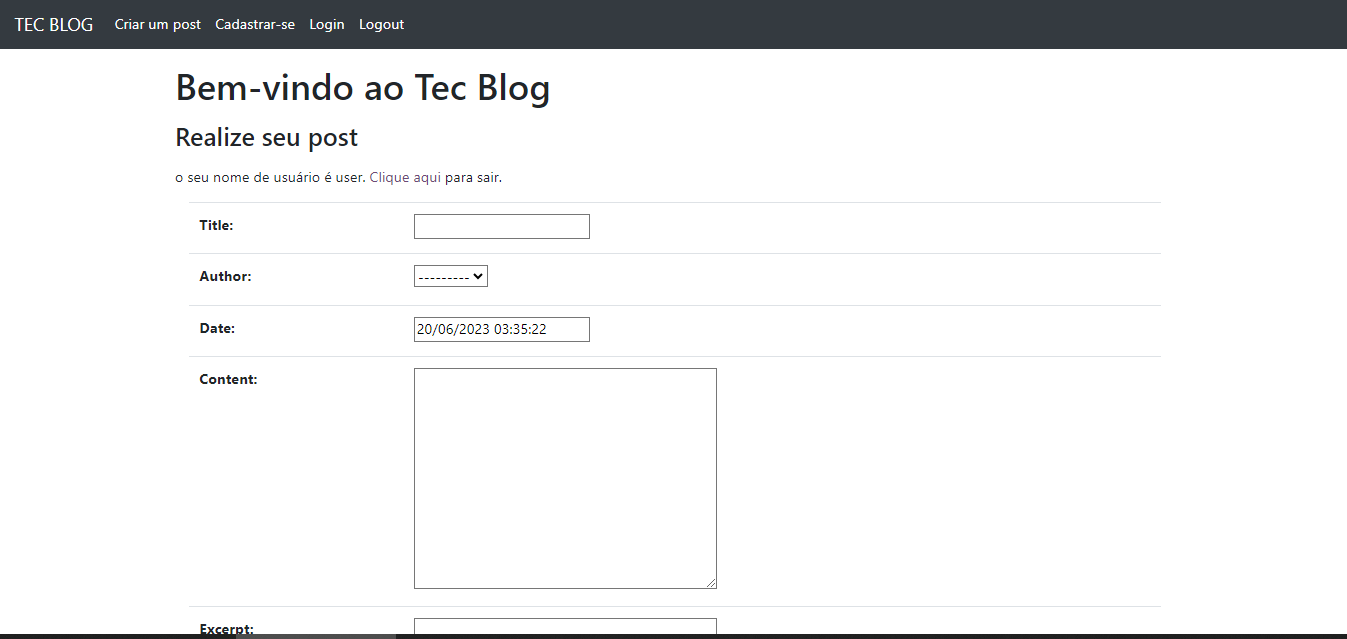 TEC BLOG Criar um post Cadastrar-se Login Logout
Bem-vindo ao Tec Blog
Realize seu post
o seu nome de usuário é user. Clique aqui para sair.
Title:
Author: ---------
Date: 20/06/2023 03:35:22
Content:
Excerpt: